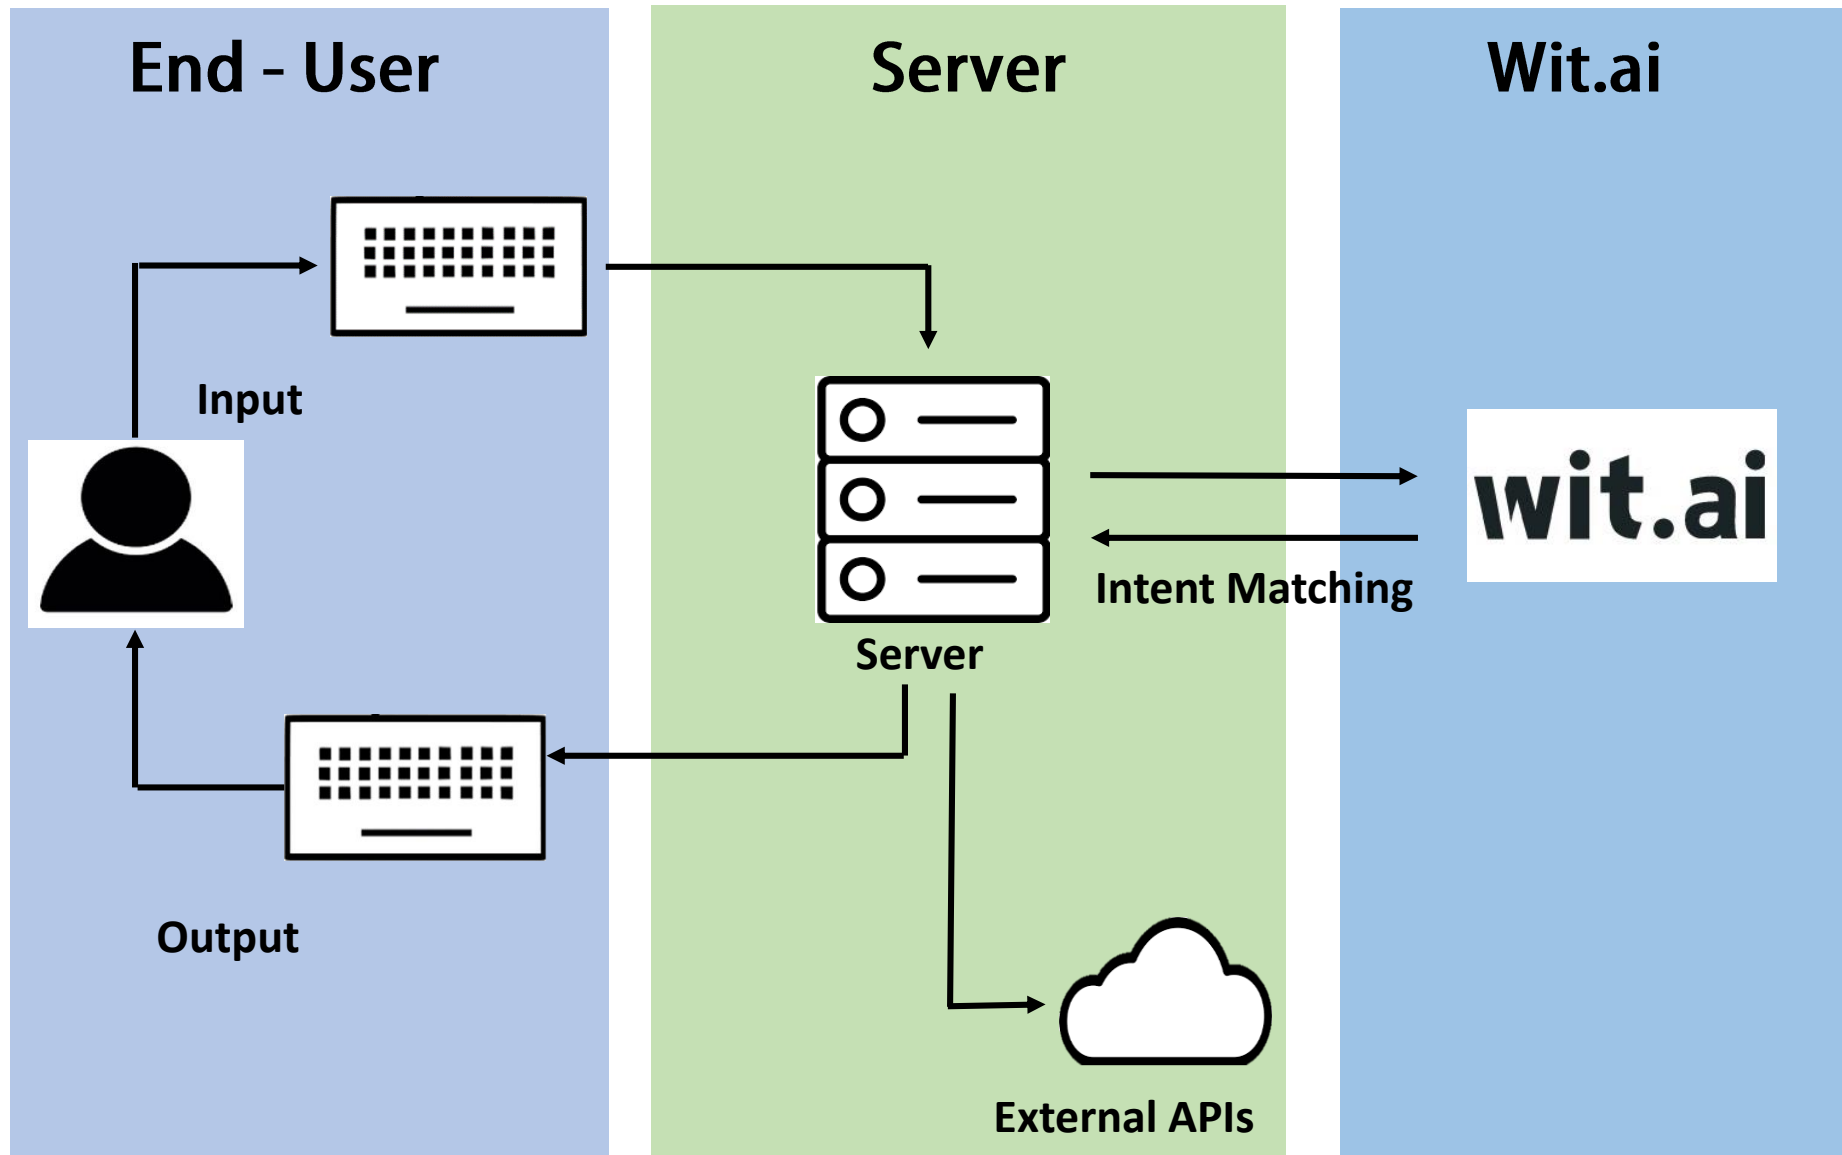 End - User
Server
Wit.ai
Input
wit.ai
Intent Matching
Server
Output
External APIs